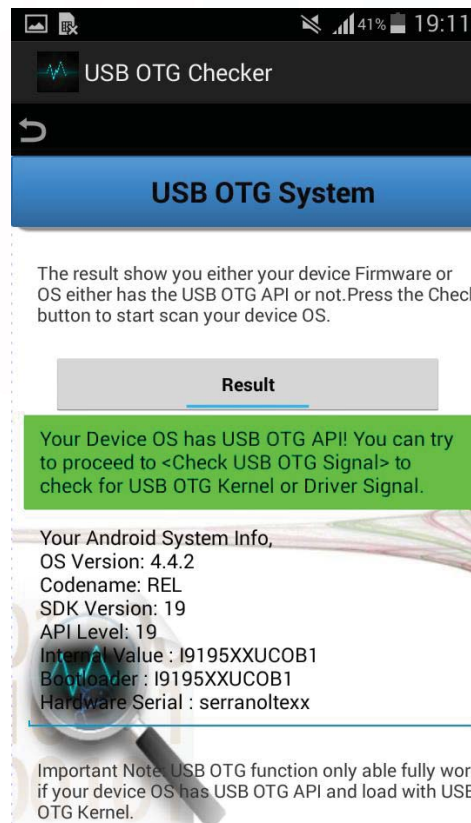 41% 19:11
USB OTG Checker
USB OTG System
The result show you either your device Firmware or
OS either has the USB OTG API or not.Press the Check
button to start scan your device OS.
Result
Your Device OS has USB OTG API! You can try
to proceed to <Check USB OTG Signal> to
check for USB OTG Kernel or Driver Signal.
Your Android System Info,
OS Version: 4.4.2
Codename: REL
SDK Version: 19
API Level: 19
Internal Value : I9195XXUCOB1
Bootloader : I9195XXUCOB1
Hardware Serial : serranoltexx
Important Note: USB OTG function only able fully wor
if your device OS has USB OTG API and load with USB
OTG Kernel.